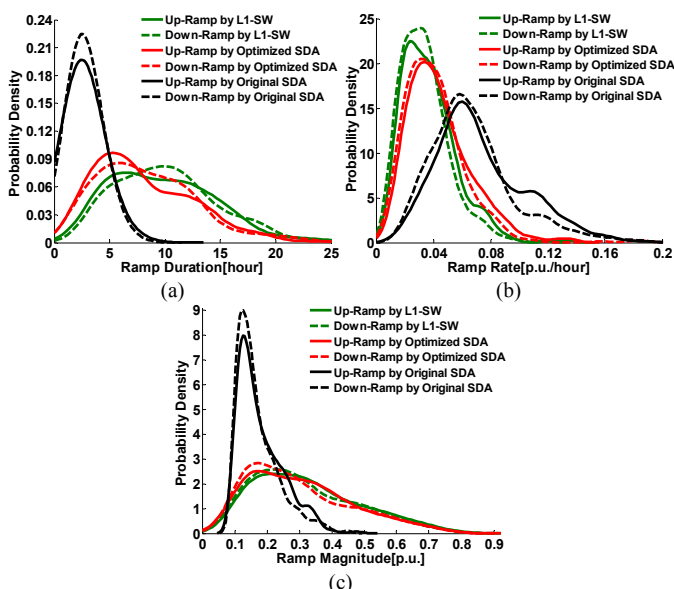 0.24
0.21
0.18
0.15
0.12
0.09
0.06
0.03
0
Probability Density
Up-Ramp by L1-SW
Down-Ramp by L1-SW
Up-Ramp by Optimized SDA
Down-Ramp by Optimized SDA
Up-Ramp by Original SDA
Down-Ramp by Original SDA
0 5 10 15 20 25
Ramp Duration[hour]
(a)
25
20
15
10
5
0
Probability Density
Up-Ramp by L1-SW
Down-Ramp by L1-SW
Up-Ramp by Optimized SDA
Down-Ramp by Optimized SDA
Up-Ramp by Original SDA
Down-Ramp by Original SDA
0 0.04 0.08 0.12 0.16 0.2
Ramp Rate[p.u./hour]
(b)
9
8
7
6
5
4
3
2
1
0
Probability Density
Up-Ramp by L1-SW
Down-Ramp by L1-SW
Up-Ramp by Optimized SDA
Down-Ramp by Optimized SDA
Up-Ramp by Original SDA
Down-Ramp by Original SDA
0 0.1 0.2 0.3 0.4 0.5 0.6 0.7 0.8 0.9
Ramp Magnitude[p.u.]
(c)